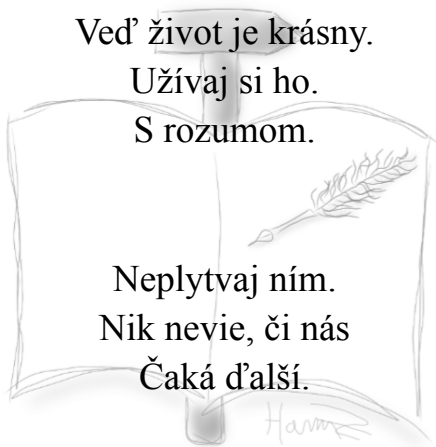 Veď život je krásny.
Užívaj si ho.
S rozumom.
Neplytvaj ním.
Nik nevie, či nás
Čaká ďalší.